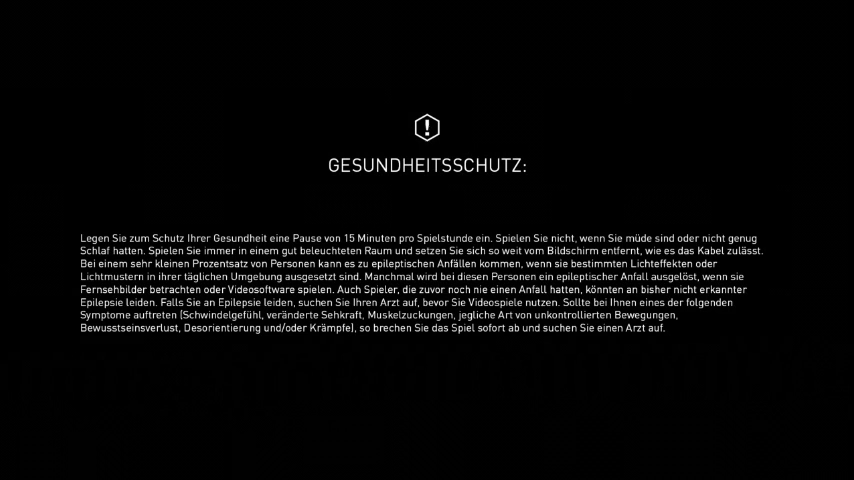 GESUNDHEITSSCHUTZ:
Legen Sie zum Schutz Ihrer Gesundheit eine Pause von 15 Minuten pro Spielstunde ein. Spielen Sie nicht, wenn Sie müde sind oder nicht genug
Schlaf hatten. Spielen Sie immer in einem gut beleuchteten Raum und setzen Sie sich so weit vom Bildschirm entfernt, wie es das Kabel zulässt.
Bei einem sehr kleinen Prozentsatz von Personen kann es zu epileptischen Anfällen kommen, wenn sie bestimmten Lichteffekten oder
Lichtmustern in ihrer täglichen Umgebung ausgesetzt sind. Manchmal wird bei diesen Personen ein epileptischer Anfall ausgelöst, wenn sie
Fernsehbilder betrachten oder Videosoftware spielen. Auch Spieler, die zuvor noch nie einen Anfall hatten, könnten an bisher nicht erkannter
Epilepsie leiden. Falls Sie an Epilepsie leiden, suchen Sie Ihren Arzt auf, bevor Sie Videospiele nutzen. Sollte bei Ihnen eines der folgenden
Symptome auftreten (Schwindelgefühl, veränderte Sehkraft, Muskelzuckungen, jegliche Art von unkontrollierten Bewegungen,
Bewusstseinsverlust, Desorientierung und/oder Krämpfe), so brechen Sie das Spiel sofort ab und suchen Sie einen Arzt auf.